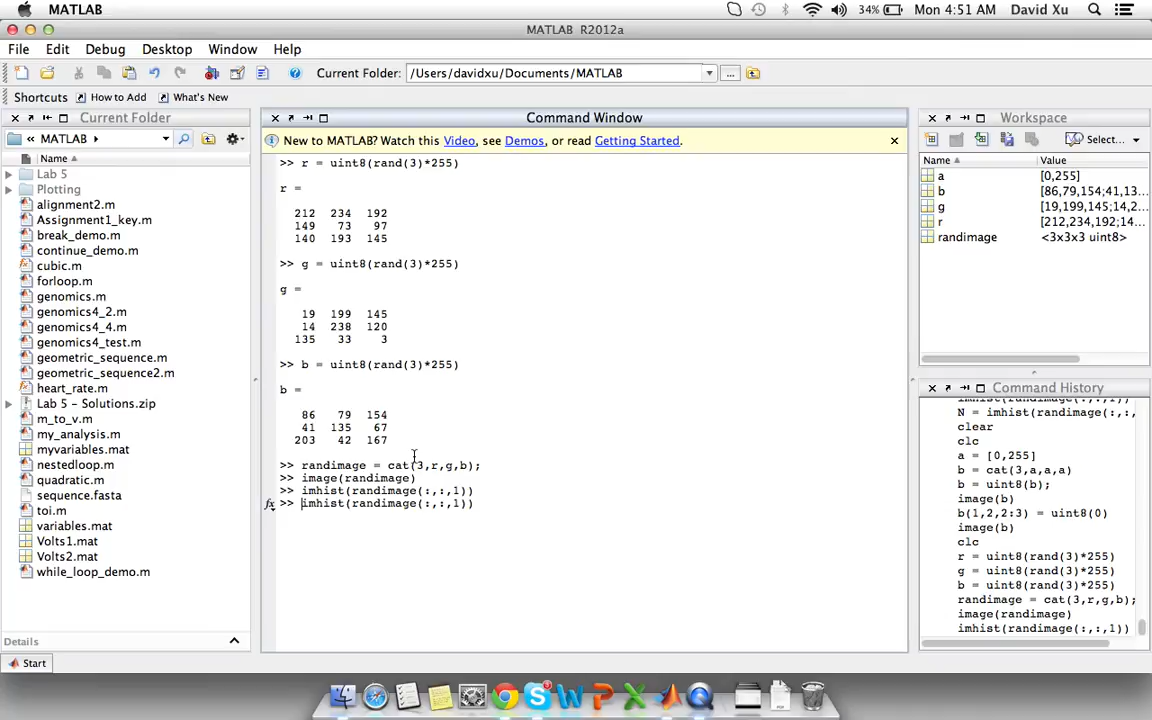 MATLAB
34%
Mon 4:51 AM
David Xu
MATLAB R2012a
File Edit Debug Desktop Window Help
Current Folder: /Users/davidxu/Documents/MATLAB
...
Shortcuts How to Add What's New
Current Folder
« MATLAB
Name
Lab 5
Plotting
alignment2.m
Assignment1_key.m
break_demo.m
continue_demo.m
cubic.m
forloop.m
genomics.m
genomics4_2.m
genomics4_4.m
genomics4_test.m
geometric_sequence.m
geometric_sequence2.m
heart_rate.m
Lab 5 - Solutions.zip
m_to_v.m
my_analysis.m
myvariables.mat
nestedloop.m
quadratic.m
sequence.fasta
toi.m
variables.mat
Volts1.mat
Volts2.mat
while_loop_demo.m
Details
Start
Command Window
New to MATLAB? Watch this Video, see Demos, or read Getting Started.
>> r = uint8(rand(3)*255)
r =
212 234 192
149 73 97
140 193 145
>> g = uint8(rand(3)*255)
g =
19 199 145
14 238 120
135 33 3
>> b = uint8(rand(3)*255)
b =
86 79 154
41 135 67
203 42 167
>> randimage = cat(3,r,g,b);
>> image(randimage)
>> imhist(randimage(:,:,1))
fx >> imhist(randimage(:,:,1))
Workspace
Select...
Name Value
a [0,255]
b [86,79,154;41,13...
g [19,199,145;14,2...
r [212,234,192;14...
randimage <3x3x3 uint8>
Command History
imhist(randimage(:,:,1))
N = imhist(randimage(:,:,
clear
clc
a = [0,255]
b = cat(3,a,a,a)
b = uint8(b);
image(b)
b(1,2,2:3) = uint8(0)
image(b)
clc
r = uint8(rand(3)*255)
g = uint8(rand(3)*255)
b = uint8(rand(3)*255)
randimage = cat(3,r,g,b);
image(randimage)
imhist(randimage(:,:,1))